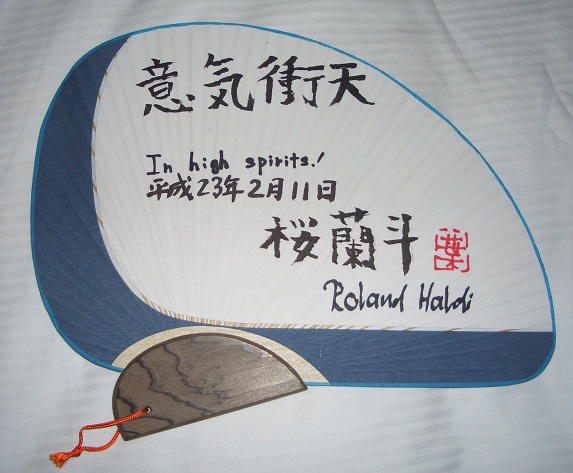 意気衝天
In high spirits!
平成23年2月11日
桜蘭斗
Roland Haldi